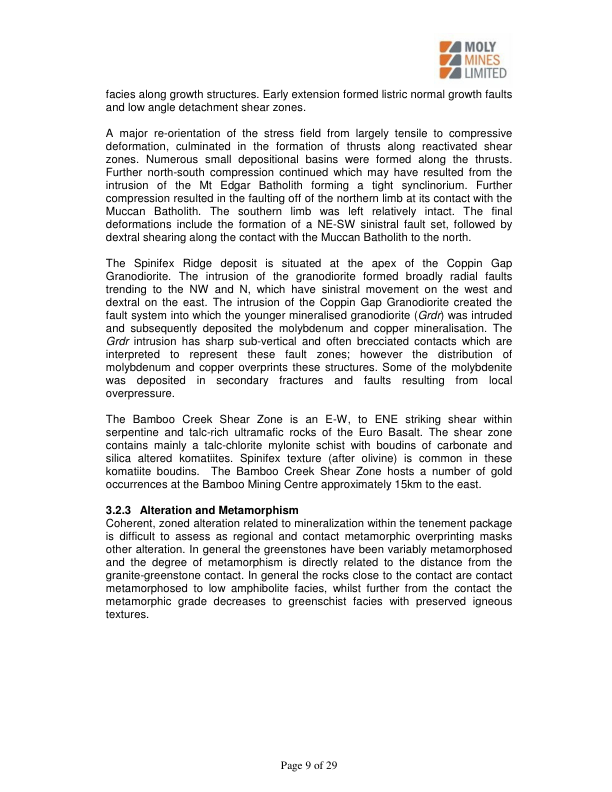 MOLY
MINES
LIMITED
facies along growth structures. Early extension formed listric normal growth faults
and low angle detachment shear zones.
A major re-orientation of the stress field from largely tensile to compressive
deformation, culminated in the formation of thrusts along reactivated shear
zones. Numerous small depositional basins were formed along the thrusts.
Further north-south compression continued which may have resulted from the
intrusion of the Mt Edgar Batholith forming a tight synclinorium. Further
compression resulted in the faulting off of the northern limb at its contact with the
Muccan Batholith. The southern limb was left relatively intact. The final
deformations include the formation of a NE-SW sinistral fault set, followed by
dextral shearing along the contact with the Muccan Batholith to the north.
The Spinifex Ridge deposit is situated at the apex of the Coppin Gap
Granodiorite. The intrusion of the granodiorite formed broadly radial faults
trending to the NW and N, which have sinistral movement on the west and
dextral on the east. The intrusion of the Coppin Gap Granodiorite created the
fault system into which the younger mineralised granodiorite (Grdr) was intruded
and subsequently deposited the molybdenum and copper mineralisation. The
Grdr intrusion has sharp sub-vertical and often brecciated contacts which are
interpreted to represent these fault zones; however the distribution of
molybdenum and copper overprints these structures. Some of the molybdenite
was deposited in secondary fractures and faults resulting from local
overpressure.
The Bamboo Creek Shear Zone is an E-W, to ENE striking shear within
serpentine and talc-rich ultramafic rocks of the Euro Basalt. The shear zone
contains mainly a talc-chlorite mylonite schist with boudins of carbonate and
silica altered komatiites. Spinifex texture (after olivine) is common in these
komatiite boudins. The Bamboo Creek Shear Zone hosts a number of gold
occurrences at the Bamboo Mining Centre approximately 15km to the east.
3.2.3 Alteration and Metamorphism
Coherent, zoned alteration related to mineralization within the tenement package
is difficult to assess as regional and contact metamorphic overprinting masks
other alteration. In general the greenstones have been variably metamorphosed
and the degree of metamorphism is directly related to the distance from the
granite-greenstone contact. In general the rocks close to the contact are contact
metamorphosed to low amphibolite facies, whilst further from the contact the
metamorphic grade decreases to greenschist facies with preserved igneous
textures.
Page 9 of 29